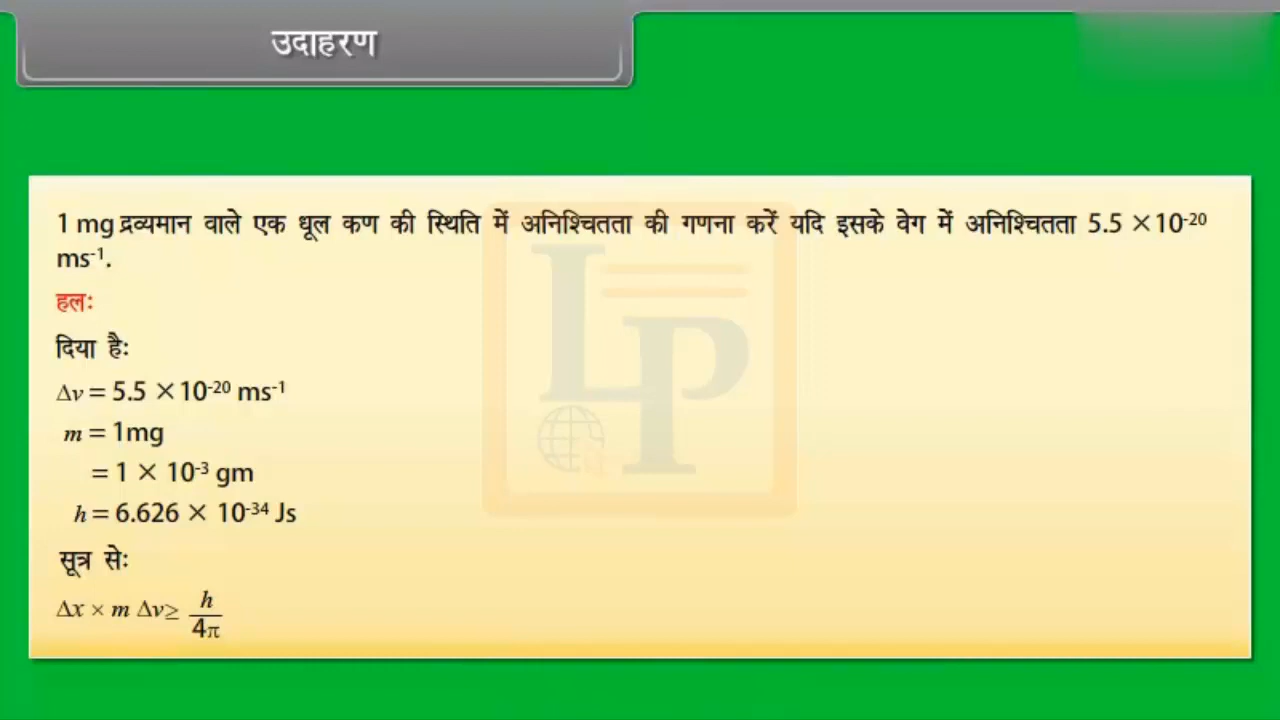 उदाहरण
1 mg द्रव्यमान वाले एक धूल कण की स्थिति में अनिश्चितता की गणना करें यदि इसके वेग में अनिश्चितता 5.5 ×10⁻²⁰
ms⁻¹.
हलः
दिया हैः
Δv = 5.5 ×10⁻²⁰ ms⁻¹
m = 1mg
= 1 × 10⁻³ gm
h = 6.626 × 10⁻³⁴ Js
सूत्र सेः
Δx × m Δv≥ h/4π
LP